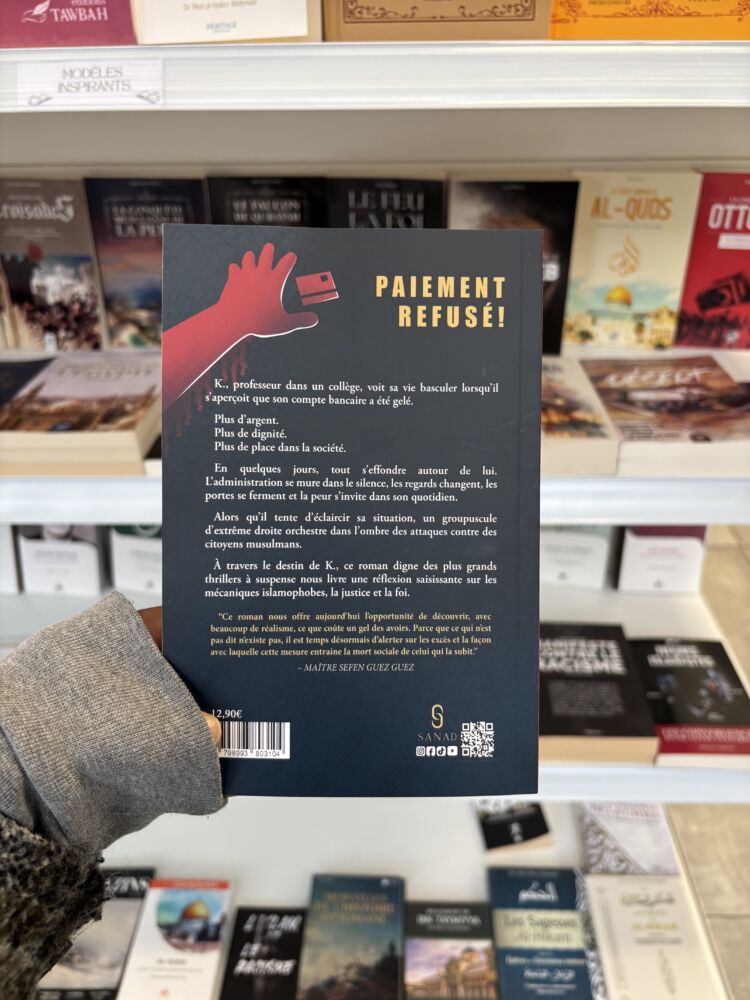 éditions
TAWBAH
HÉRITAGE
MODÈLES
INSPIRANTS
LE FEU
AL-QUDS
OTTO
PAIEMENT
REFUSÉ!
K., professeur dans un collège, voit sa vie basculer lorsqu'il
s'aperçoit que son compte bancaire a été gelé.
Plus d'argent.
Plus de dignité.
Plus de place dans la société.
En quelques jours, tout s'effondre autour de lui.
L'administration se mure dans le silence, les regards changent, les
portes se ferment et la peur s'invite dans son quotidien.
Alors qu'il tente d'éclaircir sa situation, un groupuscule
d'extrême droite orchestre dans l'ombre des attaques contre des
citoyens musulmans.
À travers le destin de K., ce roman digne des plus grands
thrillers à suspense nous livre une réflexion saisissante sur les
mécaniques islamophobes, la justice et la foi.
“Ce roman nous offre aujourd'hui l'opportunité de découvrir, avec
beaucoup de réalisme, ce que coûte un gel des avoirs. Parce que ce qui n'est
pas dit n'existe pas, il est temps désormais d'alerter sur les excès et la façon
avec laquelle cette mesure entraine la mort sociale de celui qui la subit.”
– MAÎTRE SEFEN GUEZ GUEZ
12,90€
798993 803104
SANAD
RACISME